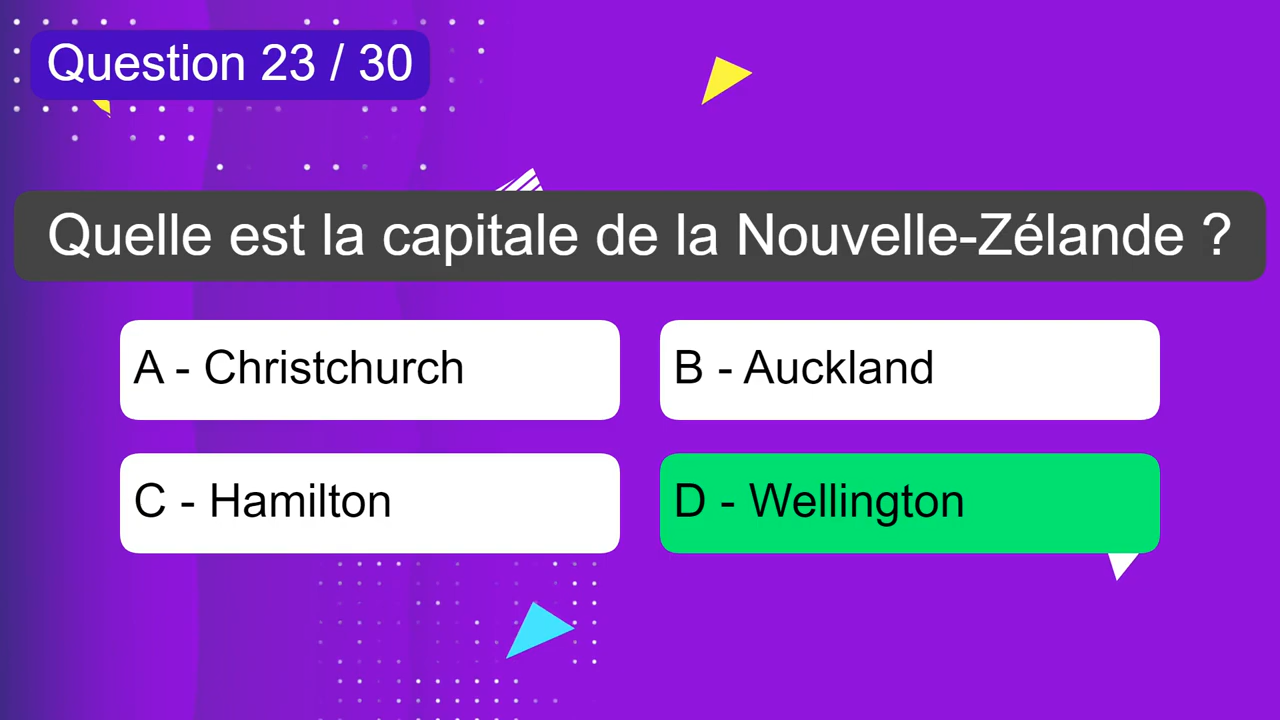 Question 23 / 30
Quelle est la capitale de la Nouvelle-Zélande ?
A - Christchurch
B - Auckland
C - Hamilton
D - Wellington